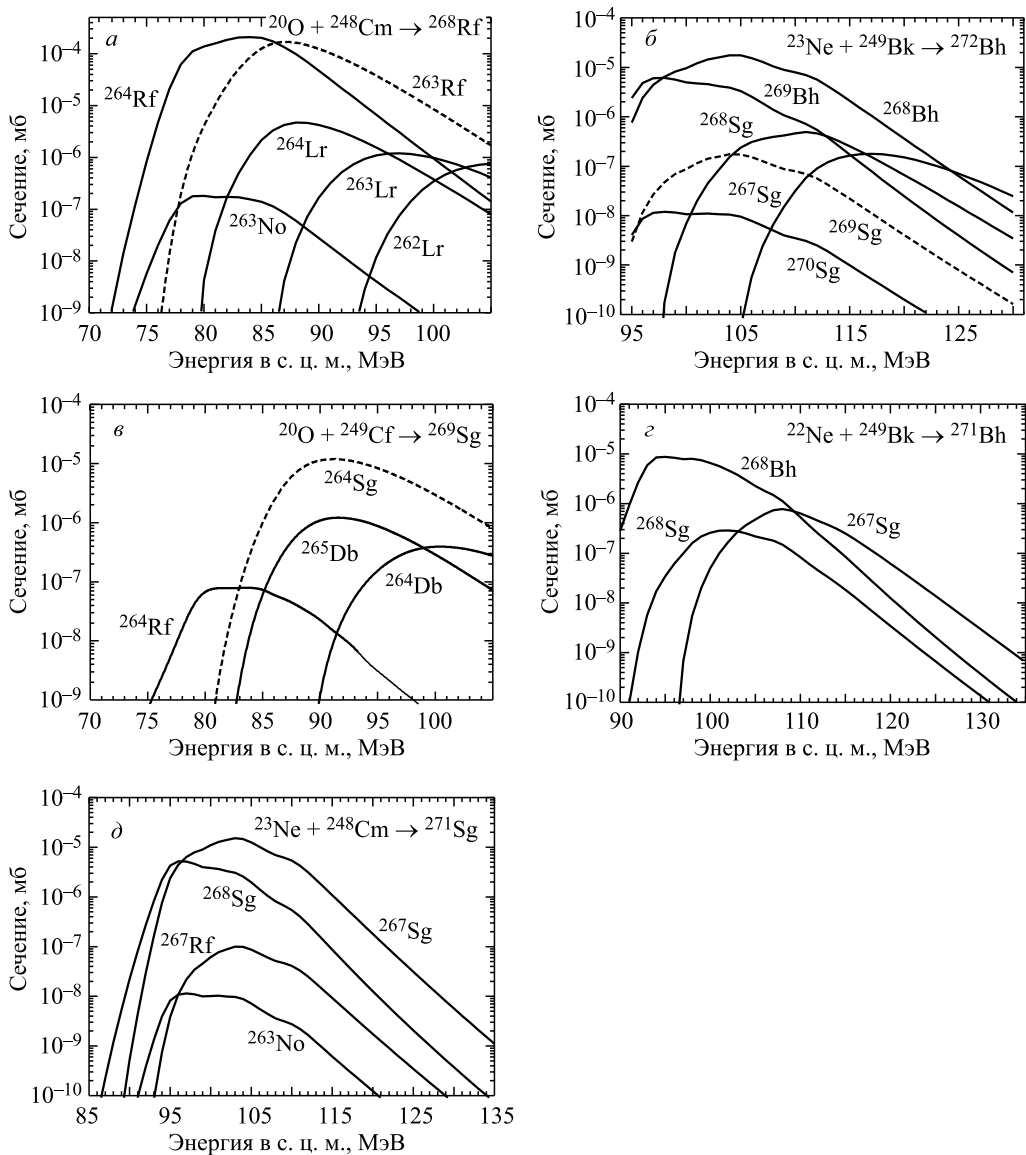 а
²⁰O + ²⁴⁸Cm → ²⁶⁸Rf
10⁻⁴
10⁻⁵
10⁻⁶
10⁻⁷
10⁻⁸
10⁻⁹
Сечение, мб
²⁶⁴Rf
²⁶³Rf
²⁶⁴Lr
²⁶³Lr
²⁶³No
²⁶²Lr
70 75 80 85 90 95 100
Энергия в с. ц. м., МэВ
б
²³Ne + ²⁴⁹Bk → ²⁷²Bh
10⁻⁴
10⁻⁵
10⁻⁶
10⁻⁷
10⁻⁸
10⁻⁹
10⁻¹⁰
Сечение, мб
²⁶⁹Bh
²⁶⁸Bh
²⁶⁸Sg
²⁶⁷Sg
²⁶⁹Sg
²⁷⁰Sg
95 105 115 125
Энергия в с. ц. м., МэВ
в
²⁰O + ²⁴⁹Cf → ²⁶⁹Sg
10⁻⁴
10⁻⁵
10⁻⁶
10⁻⁷
10⁻⁸
10⁻⁹
Сечение, мб
²⁶⁴Sg
²⁶⁵Db
²⁶⁴Db
²⁶⁴Rf
70 75 80 85 90 95 100
Энергия в с. ц. м., МэВ
г
²²Ne + ²⁴⁹Bk → ²⁷¹Bh
10⁻⁴
10⁻⁵
10⁻⁶
10⁻⁷
10⁻⁸
10⁻⁹
10⁻¹⁰
Сечение, мб
²⁶⁸Bh
²⁶⁸Sg
²⁶⁷Sg
90 100 110 120 130
Энергия в с. ц. м., МэВ
д
²³Ne + ²⁴⁸Cm → ²⁷¹Sg
10⁻⁴
10⁻⁵
10⁻⁶
10⁻⁷
10⁻⁸
10⁻⁹
10⁻¹⁰
Сечение, мб
²⁶⁸Sg
²⁶⁷Sg
²⁶⁷Rf
²⁶³No
85 95 105 115 125 135
Энергия в с. ц. м., МэВ